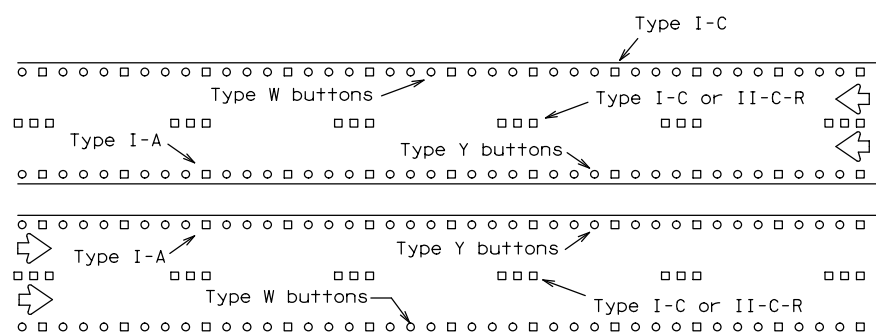 Type I-C
Type W buttons
Type I-C or II-C-R
Type I-A
Type Y buttons
Type I-A
Type Y buttons
Type W buttons
Type I-C or II-C-R